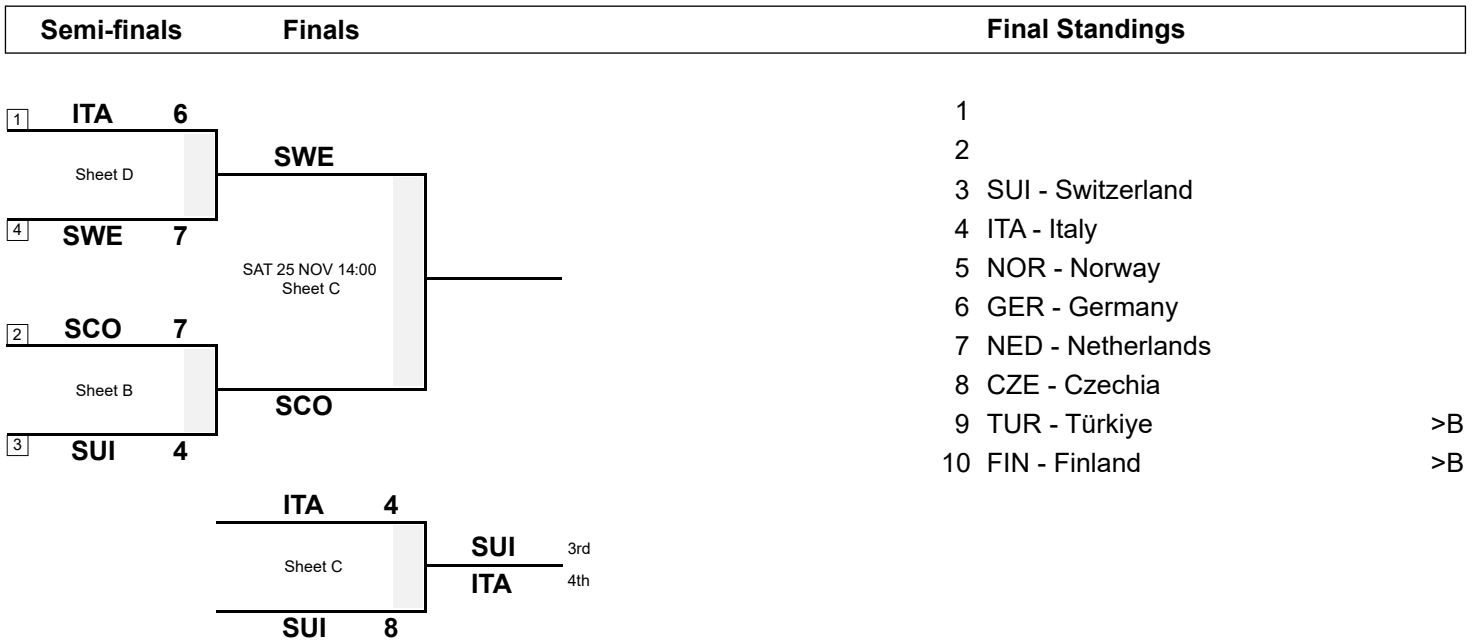 Semi-finals Finals Final Standings
1 ITA 6
Sheet D
4 SWE 7
SWE
SAT 25 NOV 14:00
Sheet C
2 SCO 7
Sheet B
3 SUI 4
SCO
ITA 4
Sheet C
SUI 8
SUI 3rd
ITA 4th
1
2
3 SUI - Switzerland
4 ITA - Italy
5 NOR - Norway
6 GER - Germany
7 NED - Netherlands
8 CZE - Czechia
9 TUR - Türkiye >B
10 FIN - Finland >B